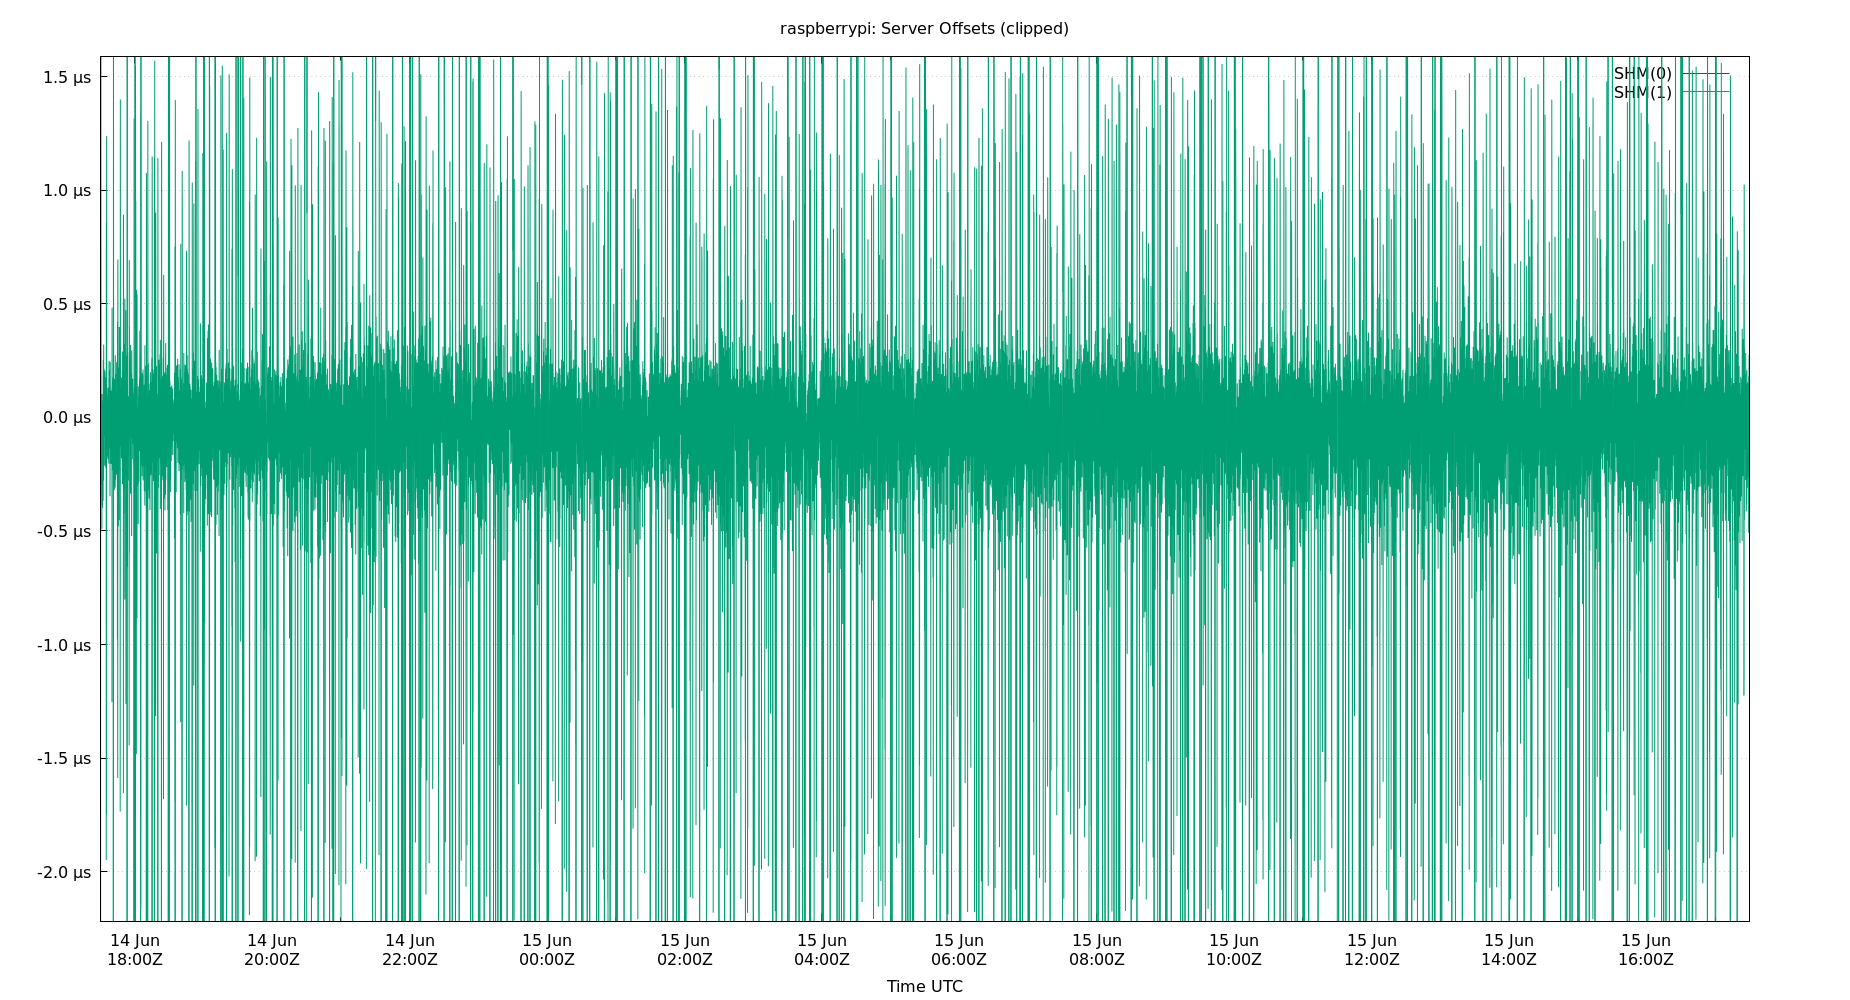 raspberrypi: Server Offsets (clipped)
1.5 µs
1.0 µs
0.5 µs
0.0 µs
-0.5 µs
-1.0 µs
-1.5 µs
-2.0 µs
SHM(0)
SHM(1)
14 Jun 14 Jun 14 Jun 15 Jun 15 Jun 15 Jun 15 Jun 15 Jun 15 Jun 15 Jun 15 Jun 15 Jun
18:00Z 20:00Z 22:00Z 00:00Z 02:00Z 04:00Z 06:00Z 08:00Z 10:00Z 12:00Z 14:00Z 16:00Z
Time UTC